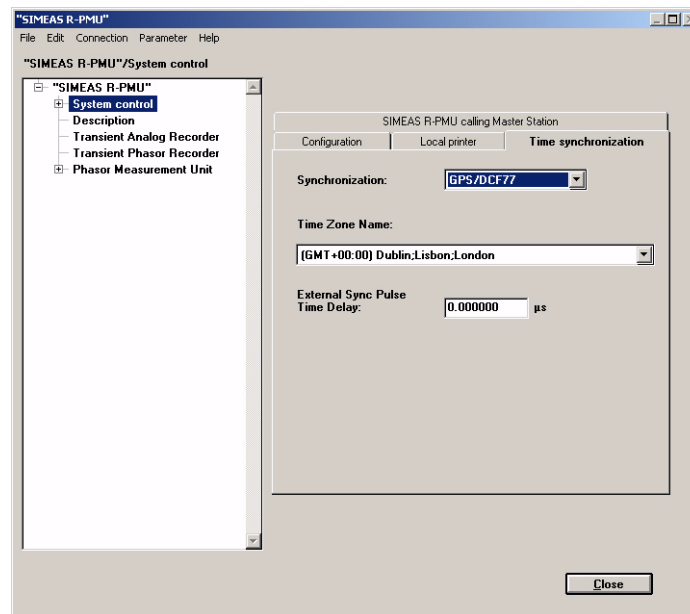 "SIMEAS R-PMU"
File Edit Connection Parameter Help
"SIMEAS R-PMU"/System control
"SIMEAS R-PMU"
System control
Description
Transient Analog Recorder
Transient Phasor Recorder
Phasor Measurement Unit
SIMEAS R-PMU calling Master Station
Configuration Local printer Time synchronization
Synchronization: GPS/DCF77
Time Zone Name:
(GMT+00:00) Dublin;Lisbon;London
External Sync Pulse
Time Delay: 0.000000 µs
Close